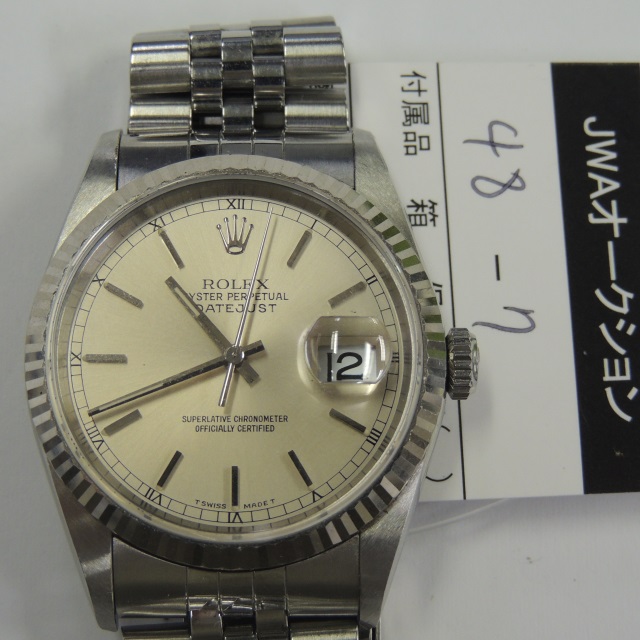 XII
ROLEX
OYSTER PERPETUAL
DATEJUST
12
SUPERLATIVE CHRONOMETER
OFFICIALLY CERTIFIED
T SWISS MADE T
付属品 箱
48-7
JWAオークション